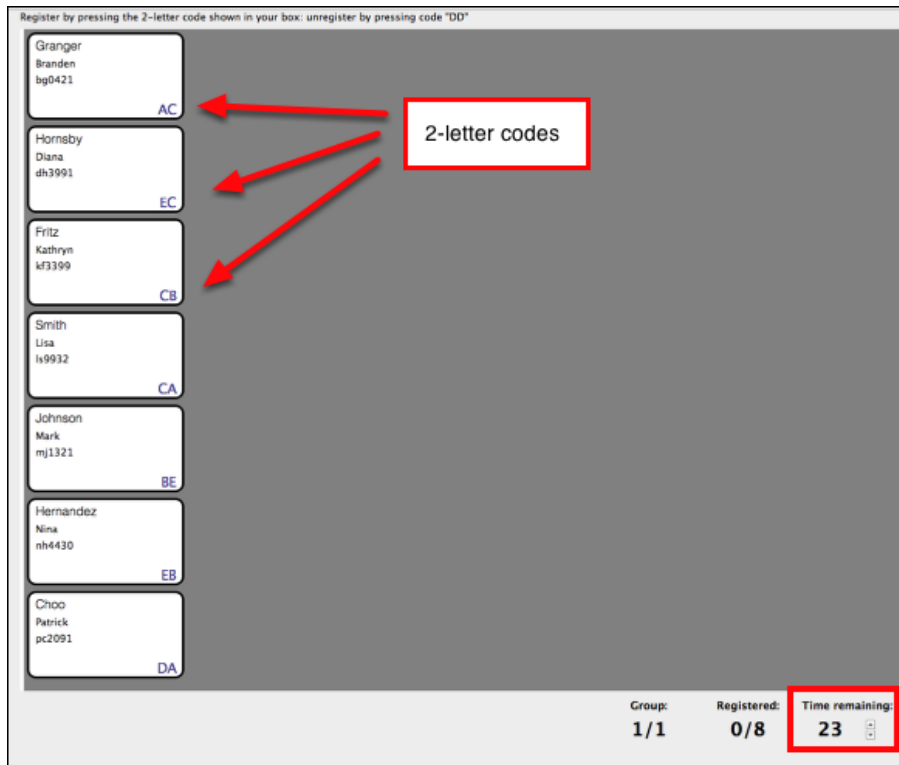 Register by pressing the 2-letter code shown in your box: unregister by pressing code "DD"
Granger
Branden
bg0421
AC
Hornsby
Diana
dh3991
EC
Fritz
Kathryn
kf3399
CB
Smith
Lisa
ls9932
CA
Johnson
Mark
mj1321
BE
Hernandez
Nina
nh4430
EB
Choo
Patrick
pc2091
DA
2-letter codes
Group: Registered: Time remaining:
1/1 0/8 23